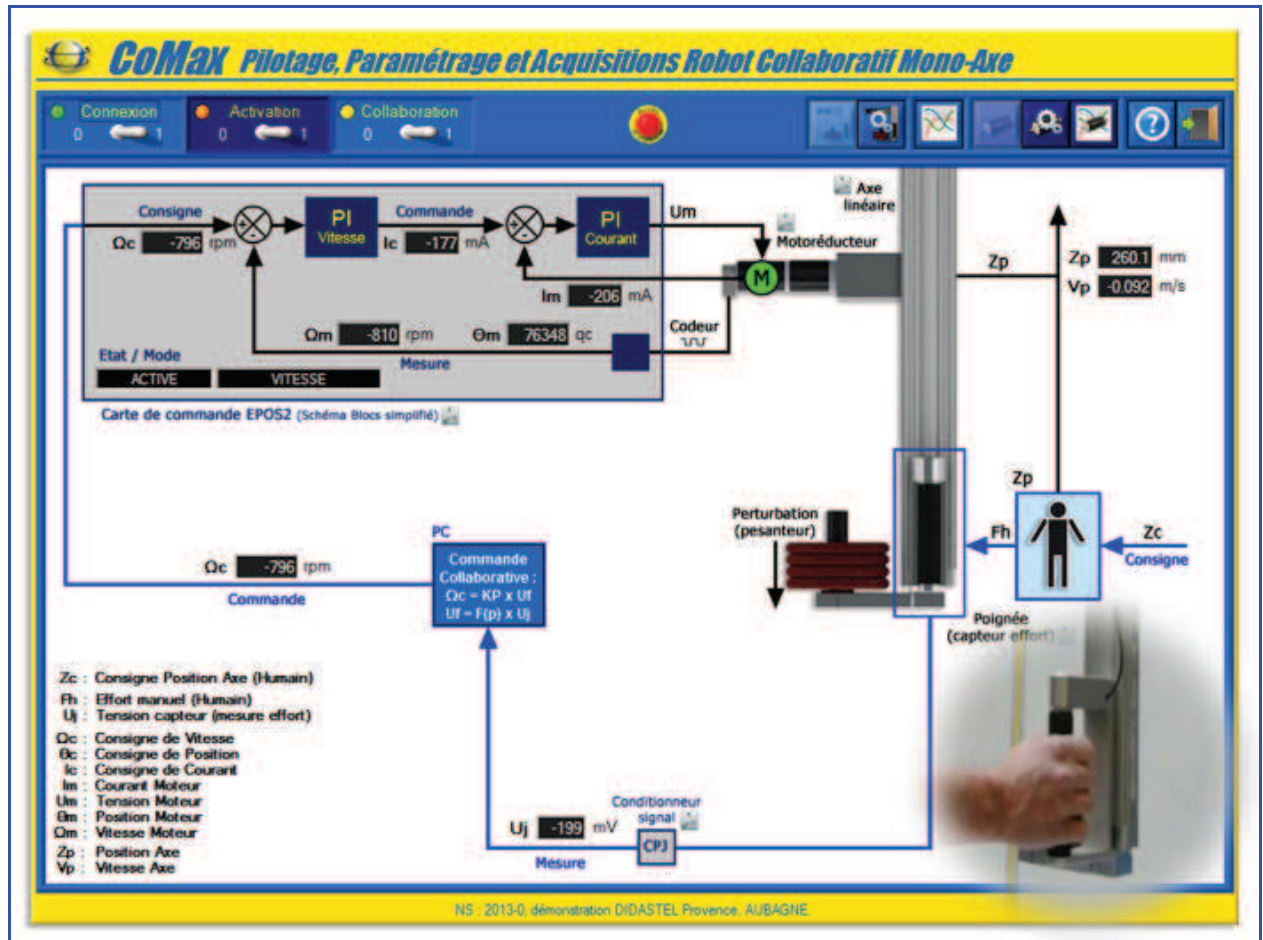 CoMax Pilotage, Paramétrage et Acquisitions Robot Collaboratif Mono-Axe
Connexion
0 1
Activation
0 1
Collaboration
0 1
Consigne
Ωc -796 rpm
PI
Vitesse
Commande
Ic -177 mA
PI
Courant
Um
Im -206 mA
Ωm -810 rpm
Θm 76348 qc
Mesure
Codeur
Etat / Mode
ACTIVE
VITESSE
Carte de commande EPOS2 (Schéma Blocs simplifié)
Axe
linéaire
Motoréducteur
M
Zp
Zp 260.1 mm
Vp -0.092 m/s
Zp
Fh
Zc
Consigne
Perturbation
(pesanteur)
Poignée
(capteur effort)
PC
Commande
Collaborative :
Ωc = KP x Uf
Uf = F(p) x Uj
Ωc -796 rpm
Commande
Zc : Consigne Position Axe (Humain)
Fh : Effort manuel (Humain)
Uj : Tension capteur (mesure effort)
Ωc : Consigne de Vitesse
Θc : Consigne de Position
Ic : Consigne de Courant
Im : Courant Moteur
Um : Tension Moteur
Θm : Position Moteur
Ωm : Vitesse Moteur
Zp : Position Axe
Vp : Vitesse Axe
Uj -199 mV
Mesure
Conditionneur
signal
CPJ
NS : 2013-0, démonstration DIDASTEL Provence, AUBAGNE.